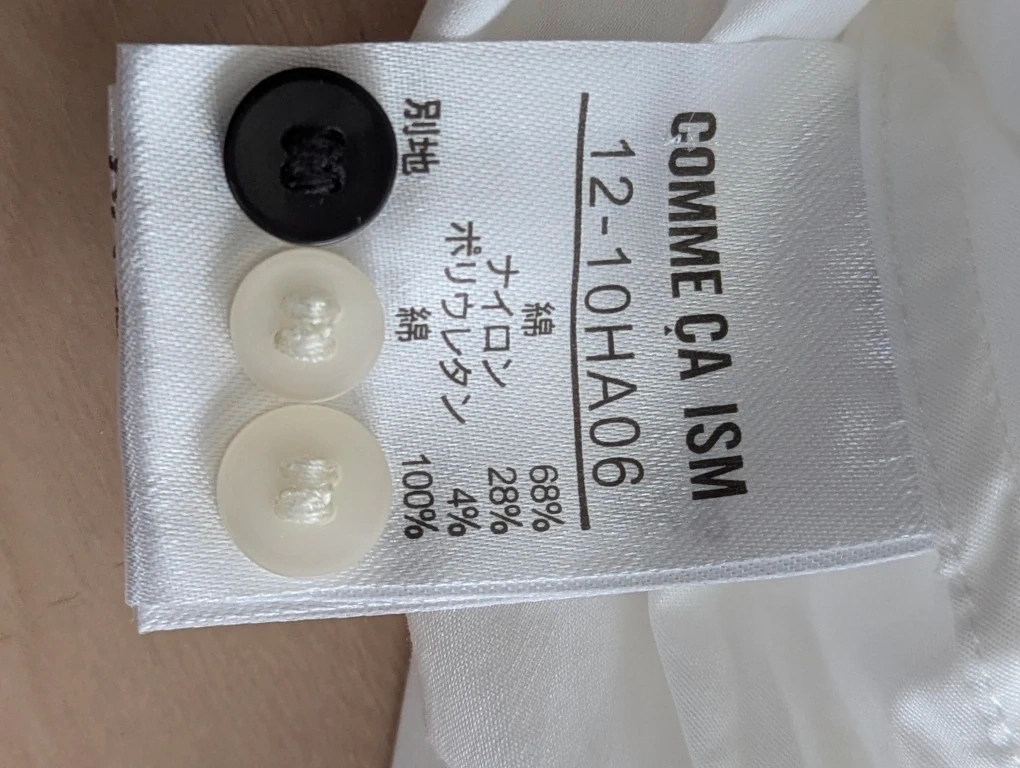 COMME ÇA ISM
12-10HA06
綿 68%
ナイロン 28%
ポリウレタン 4%
別地 綿 100%